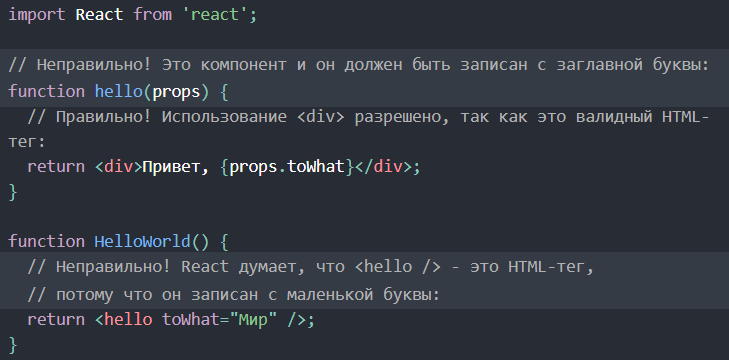 import React from 'react';
// Неправильно! Это компонент и он должен быть записан с заглавной буквы:
function hello(props) {
// Правильно! Использование <div> разрешено, так как это валидный HTML-
тег:
return <div>Привет, {props.toWhat}</div>;
}
function HelloWorld() {
// Неправильно! React думает, что <hello /> - это HTML-тег,
// потому что он записан с маленькой буквы:
return <hello toWhat="Мир" />;
}